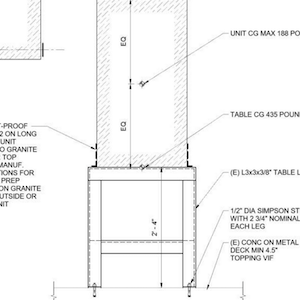 EQ
UNIT CG MAX 188 PO
EQ
TABLE CG 435 POUN
T-PROOF
2 ON LONG
UNIT
O GRANITE
TOP
MANUF.
TIONS FOR
PREP
ON GRANITE
OUTSIDE OR
NIT
(E) L3x3x3/8" TABLE L
2' - 4"
1/2" DIA SIMPSON ST
WITH 2 3/4" NOMINAL
EACH LEG
(E) CONC ON METAL
DECK MIN 4.5"
TOPPING VIF